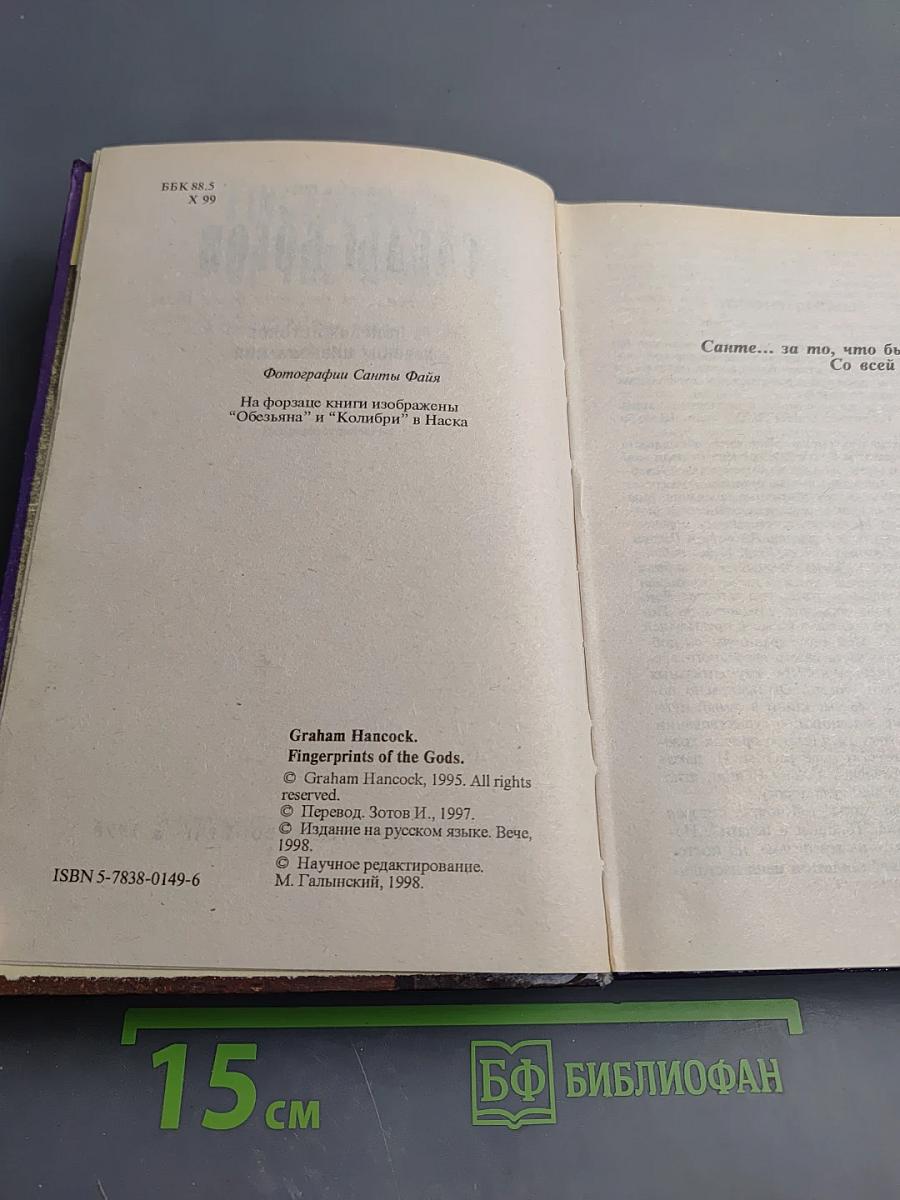 ББК 88.5
Х 99
Фотографии Санты Файя
На форзаце книги изображены
“Обезьяна” и “Колибри” в Наска
Graham Hancock.
Fingerprints of the Gods.
© Graham Hancock, 1995. All rights
reserved.
© Перевод. Зотов И., 1997.
© Издание на русском языке. Вече,
1998.
© Научное редактирование.
М. Галынский, 1998.
ISBN 5-7838-0149-6
Санте... за то, что бы
Со всей
15 см
БФ БИБЛИОФАН